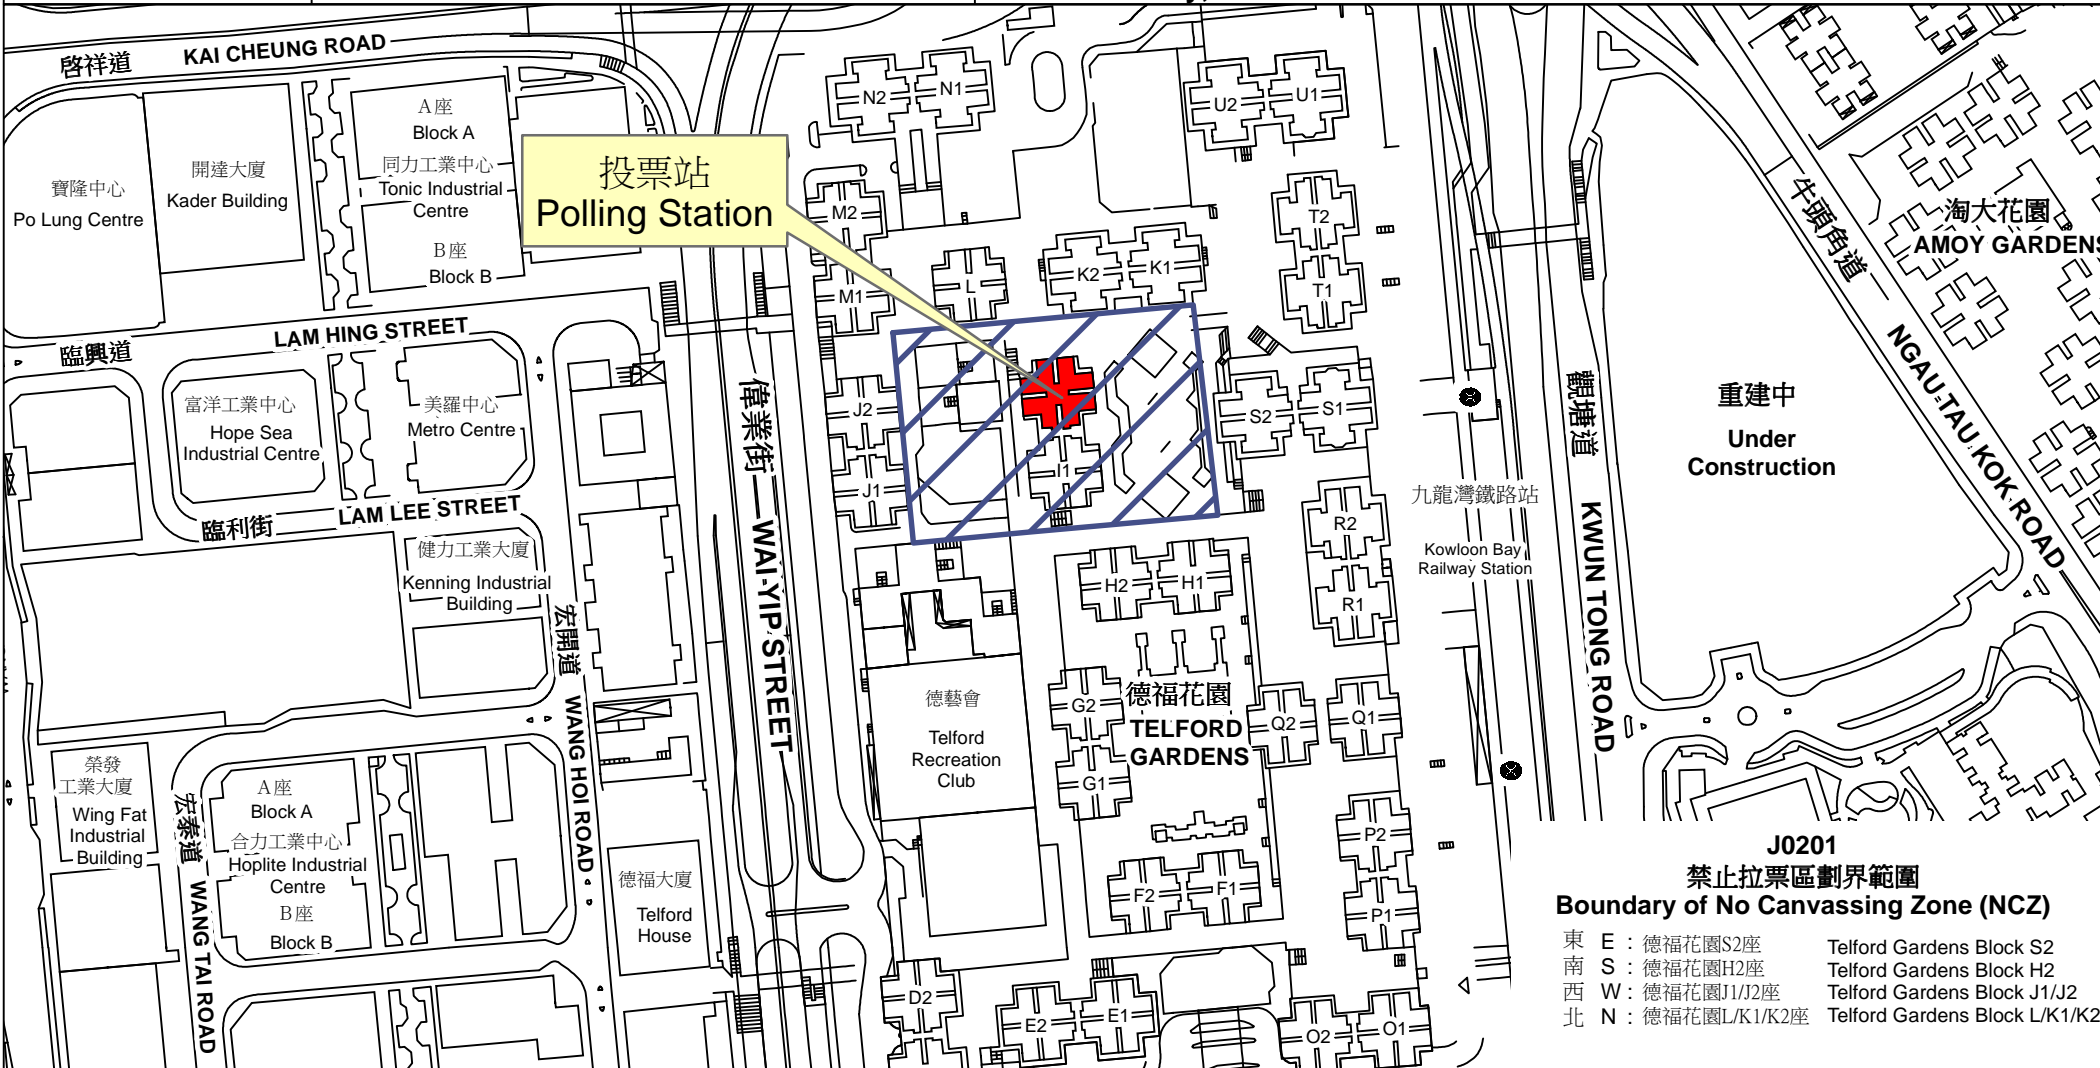 啓祥道 KAI CHEUNG ROAD
寶隆中心
Po Lung Centre
開達大廈
Kader Building
A座
Block A
同力工業中心
Tonic Industrial
Centre
B座
Block B
投票站
Polling Station
N2
N1
U2
U1
M2
M1
L
K2
K1
T2
T1
牛頭角道 NGAU TAU KOK ROAD
淘大花園
AMOY GARDENS
臨興道 LAM HING STREET
富洋工業中心
Hope Sea
Industrial Centre
美羅中心
Metro Centre
臨利街 LAM LEE STREET
健力工業大廈
Kenning Industrial
Building
偉業街 WAI YIP STREET
J2
J1
I1
S2
S1
觀塘道 KWUN TONG ROAD
重建中
Under
Construction
九龍灣鐵路站
Kowloon Bay
Railway Station
R2
R1
H2
H1
宏開道 WANG HOI ROAD
德藝會
Telford
Recreation
Club
G2
G1
德福花園
TELFORD
GARDENS
Q2
Q1
榮發
工業大廈
Wing Fat
Industrial
Building
宏泰道 WANG TAI ROAD
A座
Block A
合力工業中心
Hoplite Industrial
Centre
B座
Block B
德福大廈
Telford
House
P2
P1
F2
F1
D2
E2
E1
O2
O1
J0201
禁止拉票區劃界範圍
Boundary of No Canvassing Zone (NCZ)
東 E : 德福花園S2座 Telford Gardens Block S2
南 S : 德福花園H2座 Telford Gardens Block H2
西 W : 德福花園J1/J2座 Telford Gardens Block J1/J2
北 N : 德福花園L/K1/K2座 Telford Gardens Block L/K1/K2